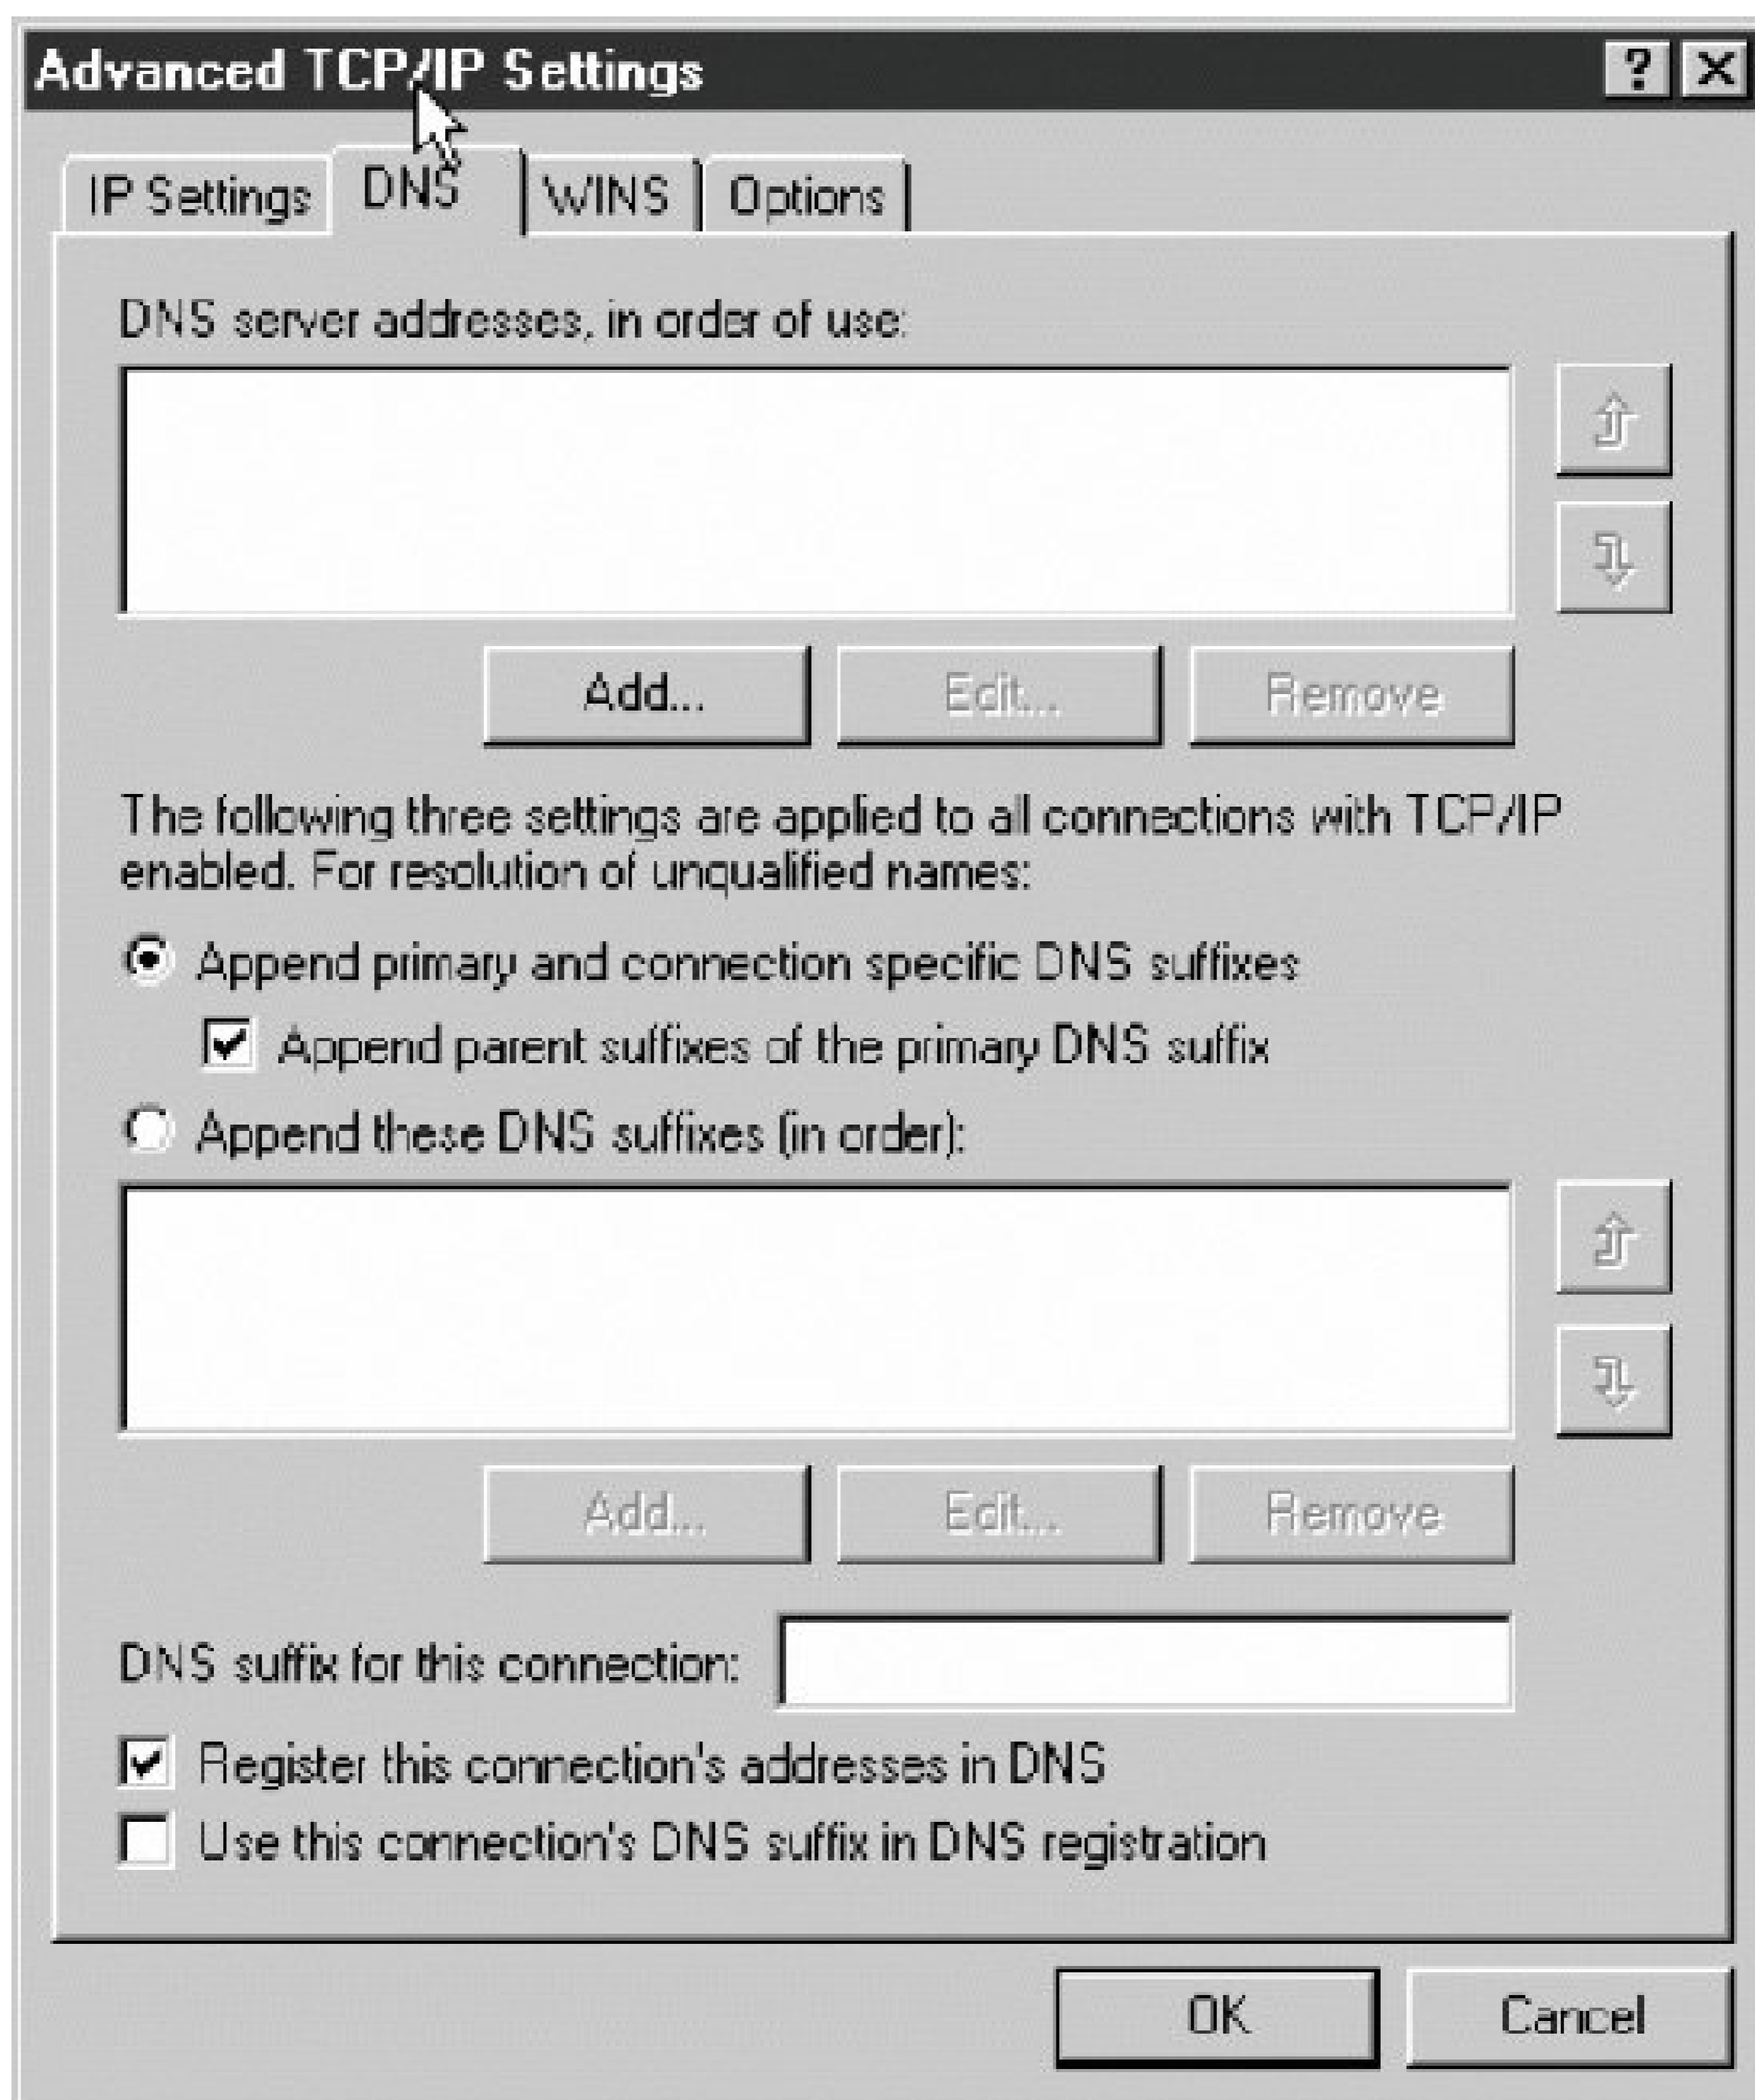 Advanced TCP/IP Settings
IP Settings DNS WINS Options
DNS server addresses, in order of use:
Add... Edit... Remove
The following three settings are applied to all connections with TCP/IP
enabled. For resolution of unqualified names:
Append primary and connection specific DNS suffixes
Append parent suffixes of the primary DNS suffix
Append these DNS suffixes (in order):
Add... Edit... Remove
DNS suffix for this connection:
Register this connection's addresses in DNS
Use this connection's DNS suffix in DNS registration
OK Cancel